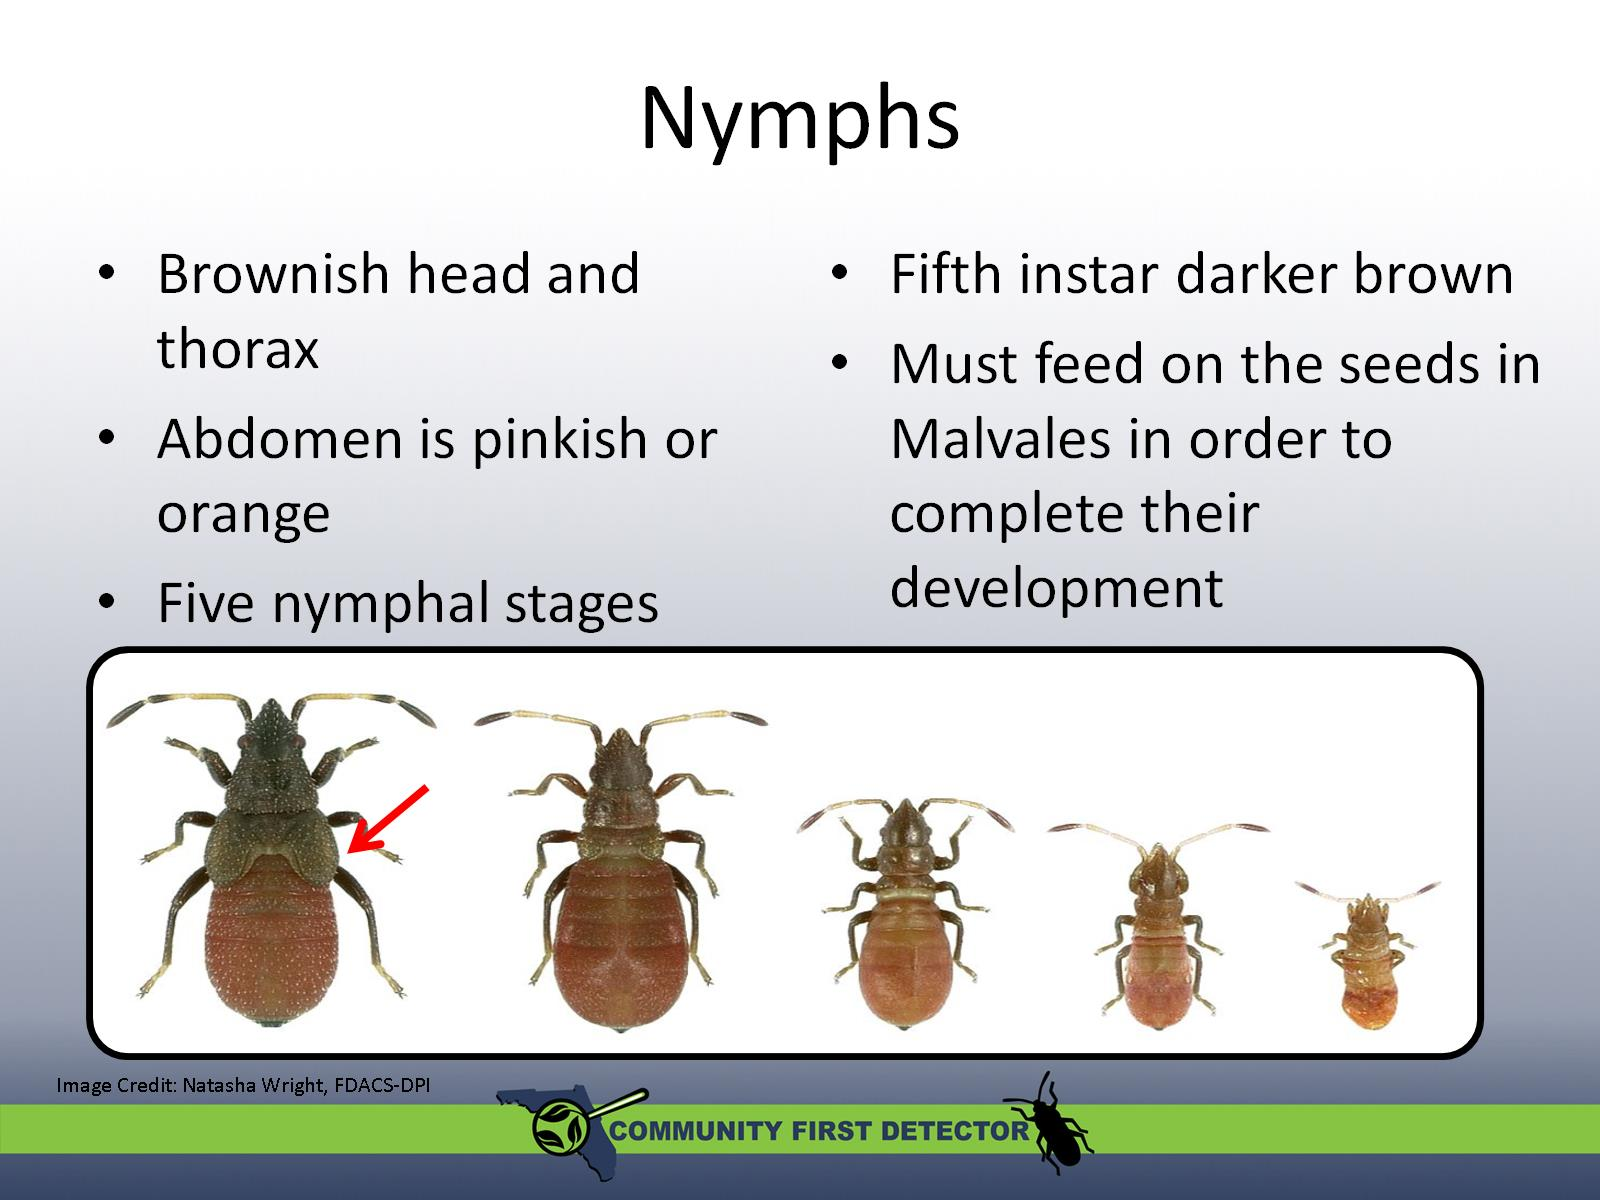 Nymphs
• Brownish head and
thorax
• Abdomen is pinkish or
orange
• Five nymphal stages
• Fifth instar darker brown
• Must feed on the seeds in
Malvales in order to
complete their
development
Image Credit: Natasha Wright, FDACS-DPI
COMMUNITY FIRST DETECTOR